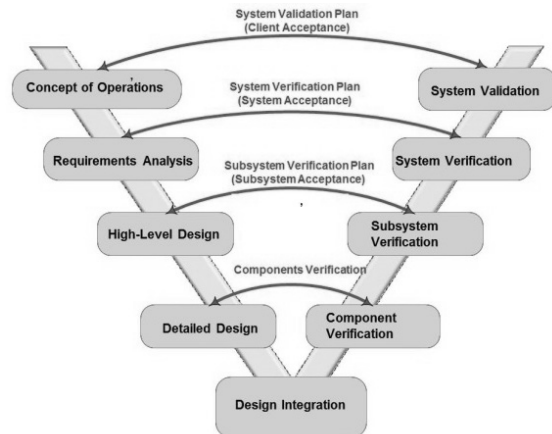 System Validation Plan
(Client Acceptance)
Concept of Operations
System Validation
System Verification Plan
(System Acceptance)
Requirements Analysis
System Verification
Subsystem Verification Plan
(Subsystem Acceptance)
High-Level Design
Subsystem
Verification
Components Verification
Detailed Design
Component
Verification
Design Integration